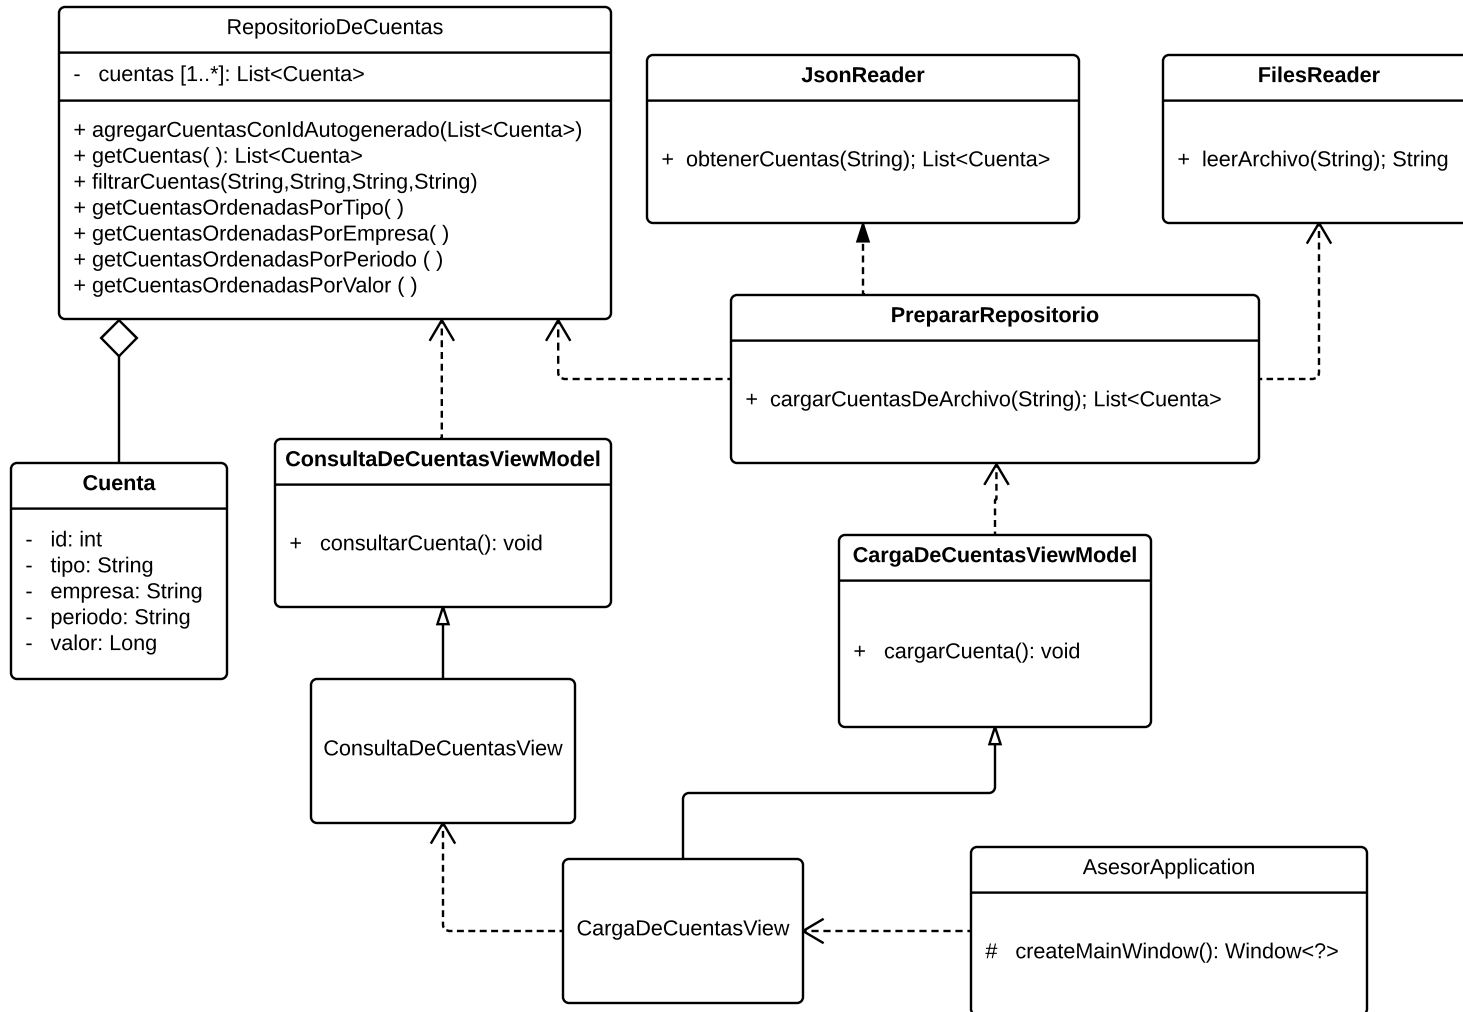 RepositorioDeCuentas
- cuentas [1..*]: List<Cuenta>
+ agregarCuentasConIdAutogenerado(List<Cuenta>)
+ getCuentas( ): List<Cuenta>
+ filtrarCuentas(String,String,String,String)
+ getCuentasOrdenadasPorTipo( )
+ getCuentasOrdenadasPorEmpresa( )
+ getCuentasOrdenadasPorPeriodo ( )
+ getCuentasOrdenadasPorValor ( )
JsonReader
+ obtenerCuentas(String); List<Cuenta>
FilesReader
+ leerArchivo(String); String
PrepararRepositorio
+ cargarCuentasDeArchivo(String); List<Cuenta>
Cuenta
- id: int
- tipo: String
- empresa: String
- periodo: String
- valor: Long
ConsultaDeCuentasViewModel
+ consultarCuenta(): void
CargaDeCuentasViewModel
+ cargarCuenta(): void
ConsultaDeCuentasView
CargaDeCuentasView
AsesorApplication
# createMainWindow(): Window<?>